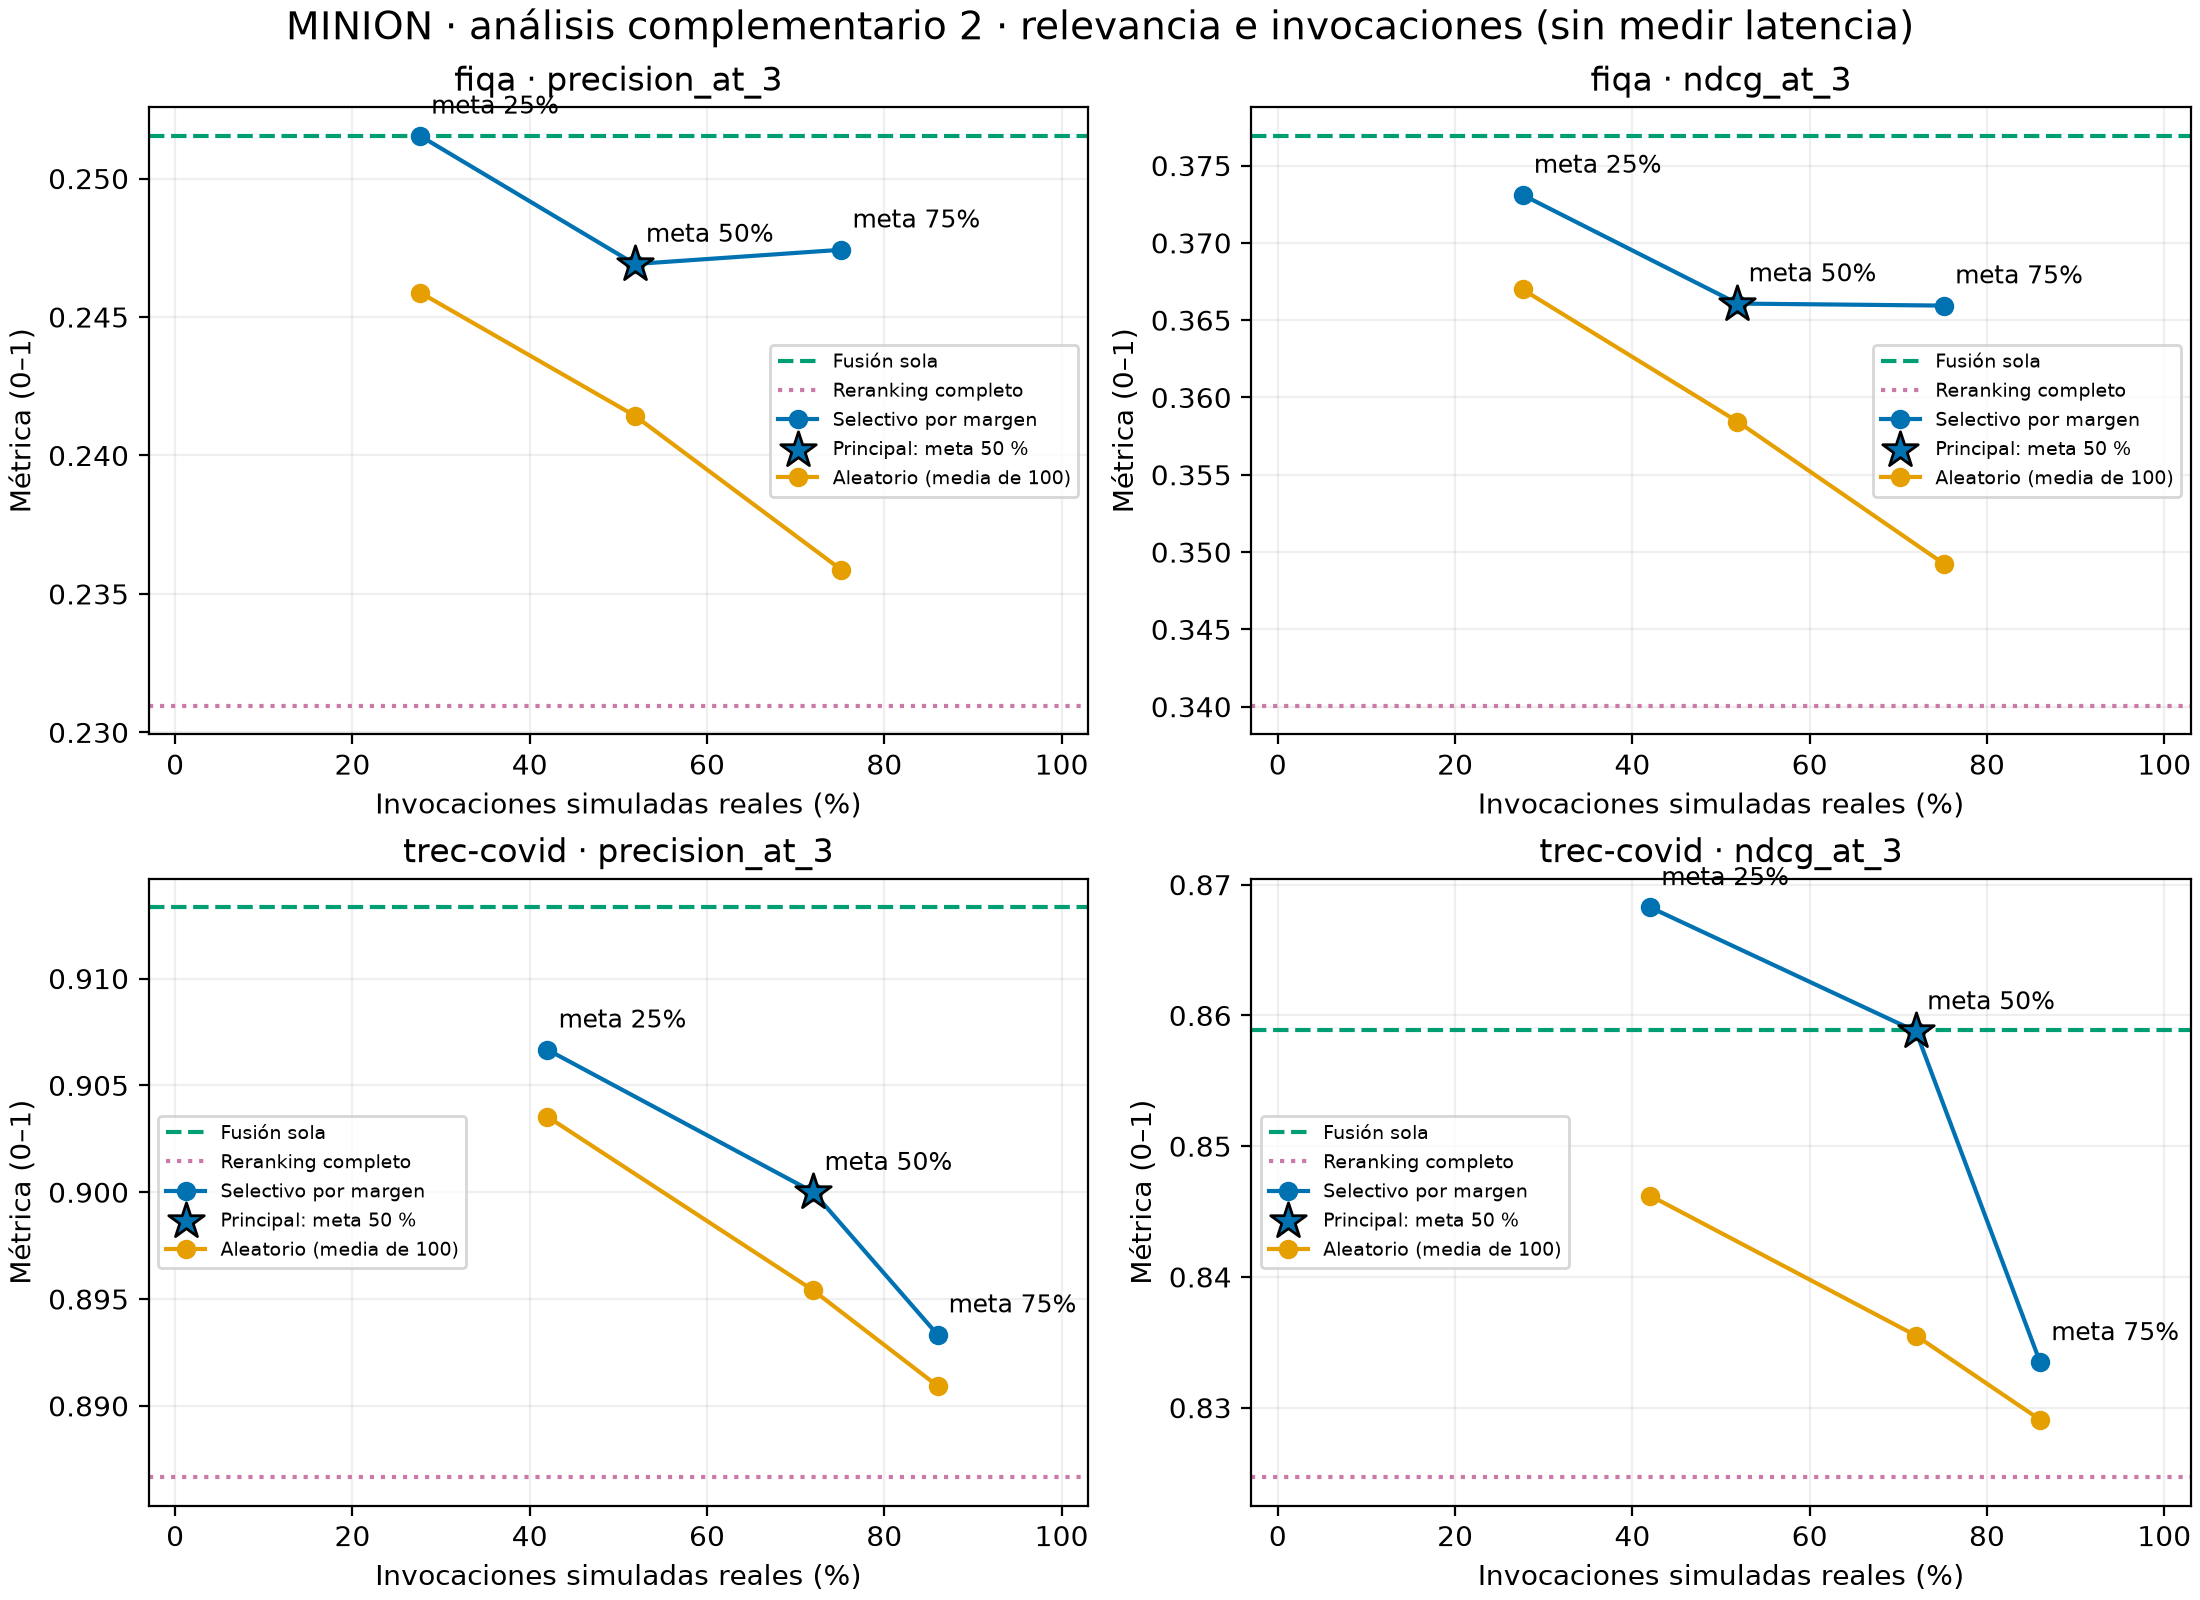 MINION · análisis complementario 2 · relevancia e invocaciones (sin medir latencia)
fiqa · precision_at_3
meta 25%
meta 50%
meta 75%
0.250
0.245
0.240
0.235
0.230
Métrica (0–1)
Fusión sola
Reranking completo
Selectivo por margen
Principal: meta 50 %
Aleatorio (media de 100)
0 20 40 60 80 100
Invocaciones simuladas reales (%)
fiqa · ndcg_at_3
meta 25%
meta 50%
meta 75%
0.375
0.370
0.365
0.360
0.355
0.350
0.345
0.340
Métrica (0–1)
Fusión sola
Reranking completo
Selectivo por margen
Principal: meta 50 %
Aleatorio (media de 100)
0 20 40 60 80 100
Invocaciones simuladas reales (%)
trec-covid · precision_at_3
meta 25%
meta 50%
meta 75%
0.910
0.905
0.900
0.895
0.890
Métrica (0–1)
Fusión sola
Reranking completo
Selectivo por margen
Principal: meta 50 %
Aleatorio (media de 100)
0 20 40 60 80 100
Invocaciones simuladas reales (%)
trec-covid · ndcg_at_3
meta 25%
meta 50%
meta 75%
0.87
0.86
0.85
0.84
0.83
Métrica (0–1)
Fusión sola
Reranking completo
Selectivo por margen
Principal: meta 50 %
Aleatorio (media de 100)
0 20 40 60 80 100
Invocaciones simuladas reales (%)